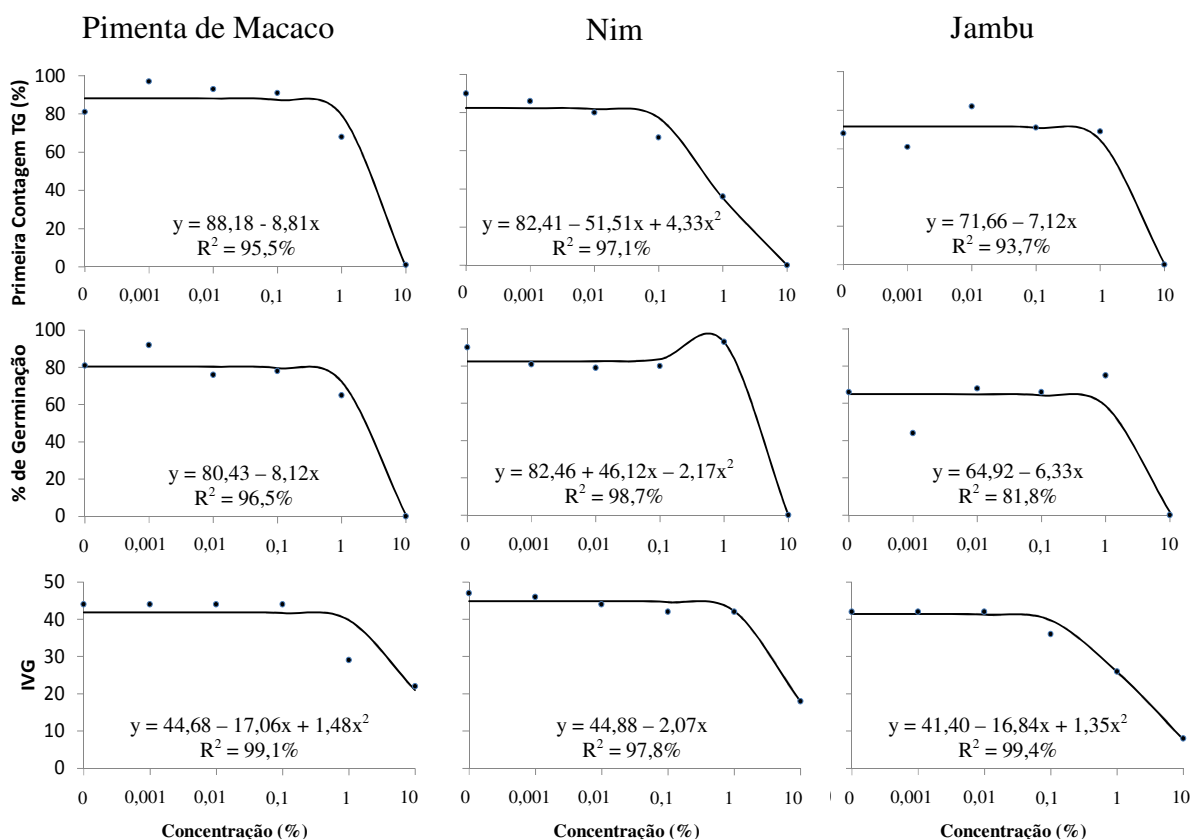 Pimenta de Macaco Nim Jambu
Primeira Contagem TG (%)
100
80
60
40
20
0
y = 88,18 - 8,81x
R² = 95,5%
0 0,001 0,01 0,1 1 10
y = 82,41 – 51,51x + 4,33x²
R² = 97,1%
0 0,001 0,01 0,1 1 10
y = 71,66 – 7,12x
R² = 93,7%
0 0,001 0,01 0,1 1 10
% de Germinação
100
80
60
40
20
0
y = 80,43 – 8,12x
R² = 96,5%
0 0,001 0,01 0,1 1 10
y = 82,46 + 46,12x – 2,17x²
R² = 98,7%
0 0,001 0,01 0,1 1 10
y = 64,92 – 6,33x
R² = 81,8%
0 0,001 0,01 0,1 1 10
IVG
50
40
30
20
10
0
y = 44,68 – 17,06x + 1,48x²
R² = 99,1%
0 0,001 0,01 0,1 1 10
Concentração (%)
y = 44,88 – 2,07x
R² = 97,8%
0 0,001 0,01 0,1 1 10
Concentração (%)
y = 41,40 – 16,84x + 1,35x²
R² = 99,4%
0 0,001 0,01 0,1 1 10
Concentração (%)